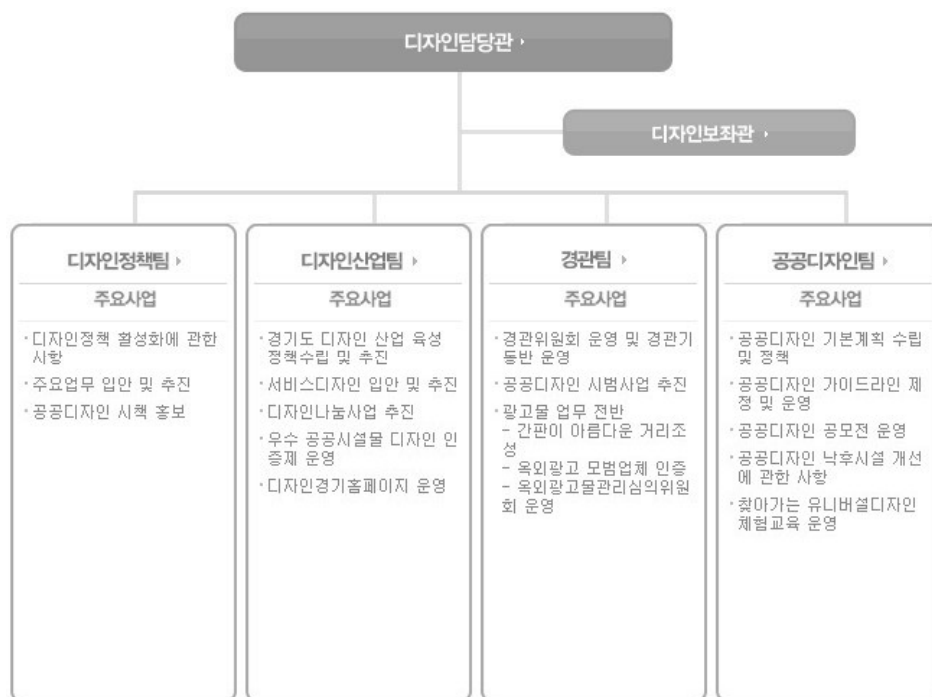 디자인담당관
디자인보좌관
디자인정책팀
주요사업
·디자인정책 활성화에 관한
사항
·주요업무 입안 및 추진
·공공디자인 시책 홍보
디자인산업팀
주요사업
·경기도 디자인 산업 육성
정책수립 및 추진
·서비스디자인 입안 및 추진
·디자인나눔사업 추진
·우수 공공시설물 디자인 인
증제 운영
·디자인경기홈페이지 운영
경관팀
주요사업
·경관위원회 운영 및 경관기
동반 운영
·공공디자인 시범사업 추진
·광고물 업무 전반
- 간판이 아름다운 거리조
성
- 옥외광고 모범업체 인증
- 옥외광고물관리심의위원
회 운영
공공디자인팀
주요사업
·공공디자인 기본계획 수립
및 정책
·공공디자인 가이드라인 제
정 및 운영
·공공디자인 공모전 운영
·공공디자인 낙후시설 개선
에 관한 사항
·찾아가는 유니버설디자인
체험교육 운영